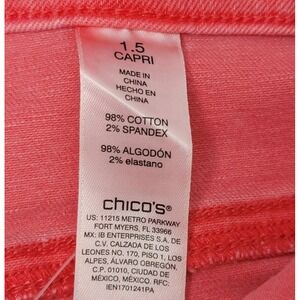 1.5
CAPRI
MADE IN
CHINA
HECHO EN
CHINA
98% COTTON
2% SPANDEX
98% ALGODÓN
2% elastano
chico's®
US: 11215 METRO PARKWAY
FORT MYERS, FL 33966
MX: IB ENTERPRISES S.A. DE
C.V. CALZADA DE LOS
LEONES NO. 170, PISO 1, LOS
ALPES, ÁLVARO OBREGÓN,
C.P. 01010, CIUDAD DE
MÉXICO, MÉXICO. RFC:
IEN1701241PA